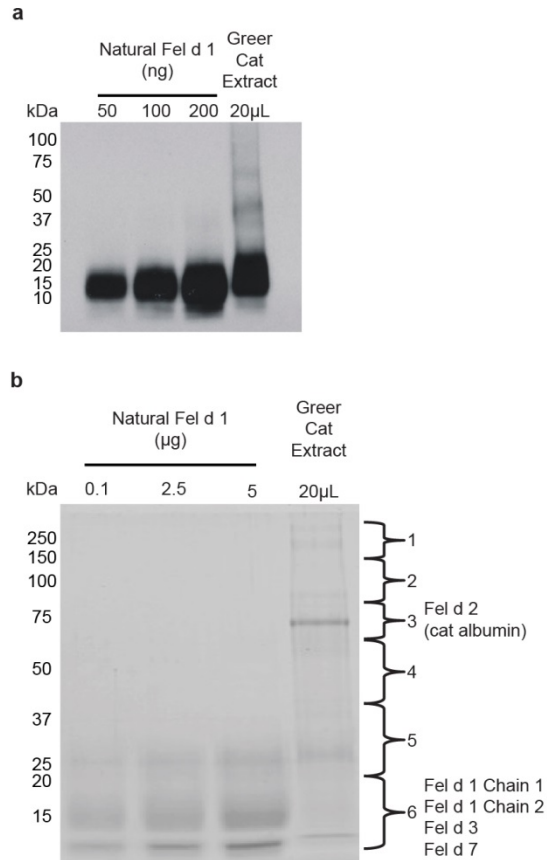 a
Natural Fel d 1
(ng)
Greer
Cat
Extract
kDa 50 100 200 20µL
100
75
50
37
25
20
15
10
b
Natural Fel d 1
(µg)
Greer
Cat
Extract
kDa 0.1 2.5 5 20µL
250
150
100
75
50
37
25
20
15
1
2
3 Fel d 2
(cat albumin)
4
5
6
Fel d 1 Chain 1
Fel d 1 Chain 2
Fel d 3
Fel d 7